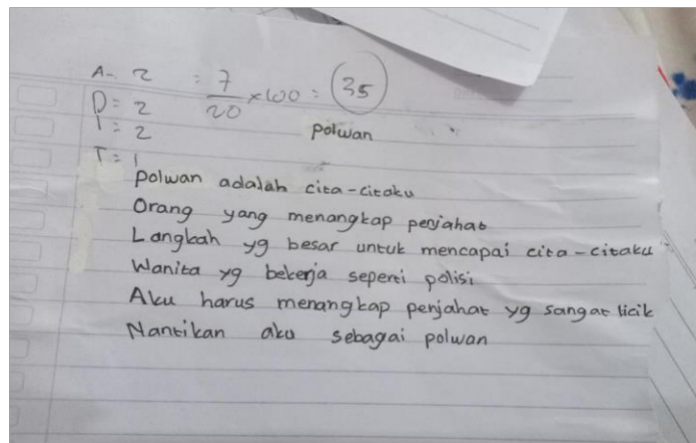 A = 2 = 7/20 x 100 = 35
D = 2
I = 2
T = 1
Polwan
Polwan adalah cita-citaku
Orang yang menangkap penjahat
Langkah yg besar untuk mencapai cita-citaku
Wanita yg bekerja seperti polisi
Aku harus menangkap penjahat yg sangat licik
Nantikan aku sebagai polwan